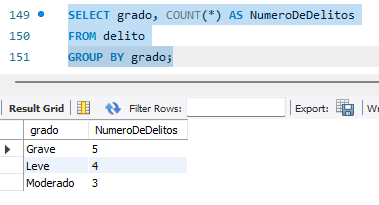 149 SELECT grado, COUNT(*) AS NumeroDeDelitos
150 FROM delito
151 GROUP BY grado;
Result Grid Filter Rows: Export:
grado NumeroDeDelitos
Grave 5
Leve 4
Moderado 3